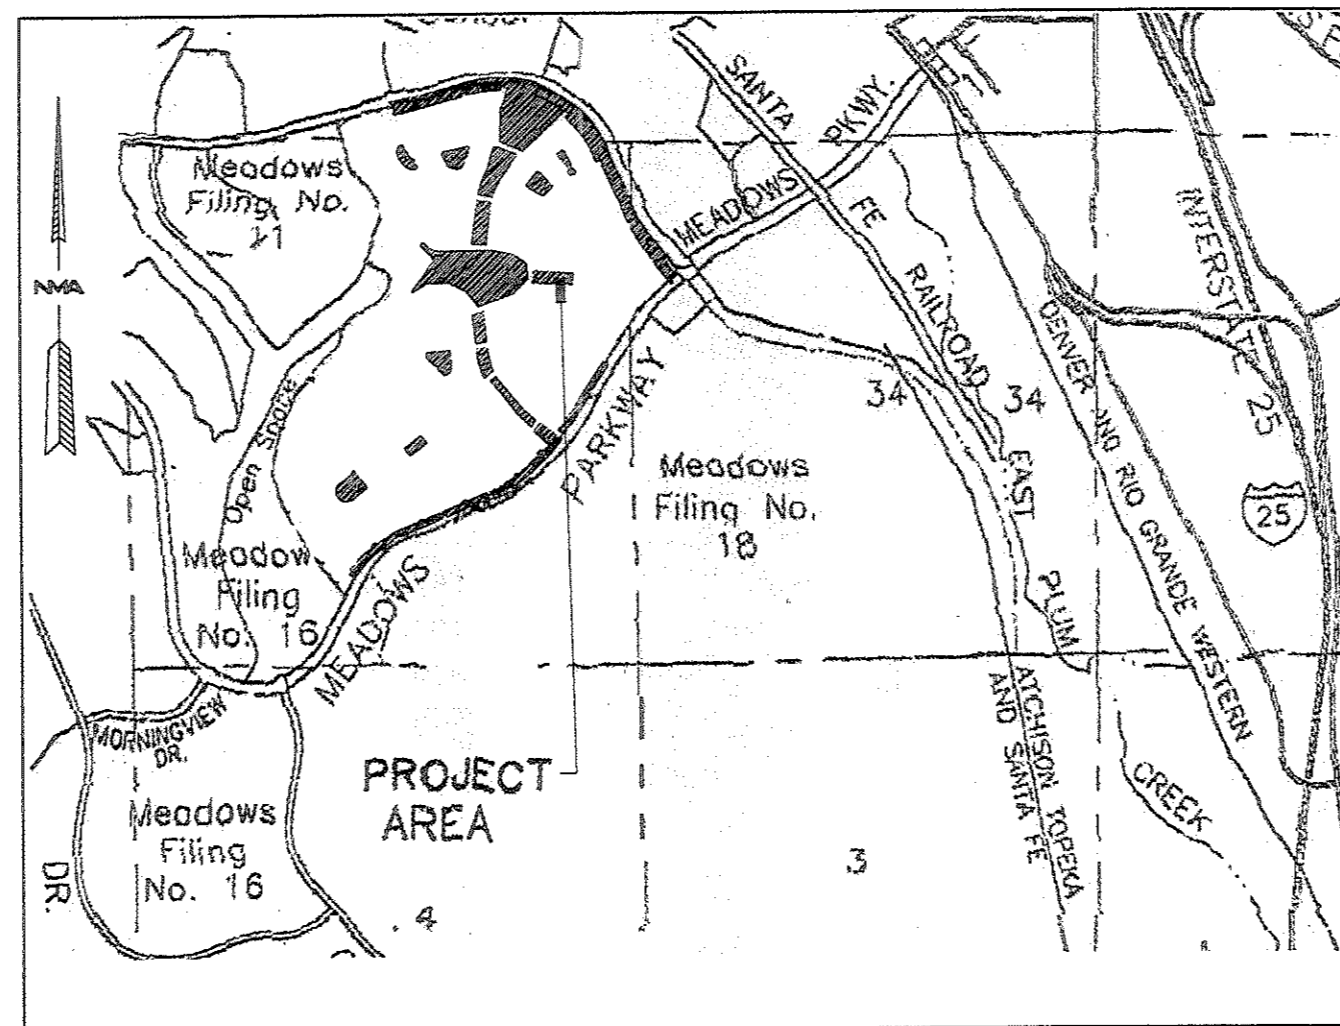 SANTA
FE
RAILROAD
MEADOWS
PKWY.
Meadows
Filing No.
NMA
INTERSTATE 25
25
DENVER AND RIO GRANDE WESTERN
34
34
EAST
PLUM
CREEK
Open Space
PARKWAY
MEADOWS
Meadows
Filing No.
18
Meadow
Filing
No. 16
MORNINGVIEW
DR.
PROJECT
AREA
ATCHISON TOPEKA
AND SANTA FE
Meadows
Filing
No. 16
DR.
3
4